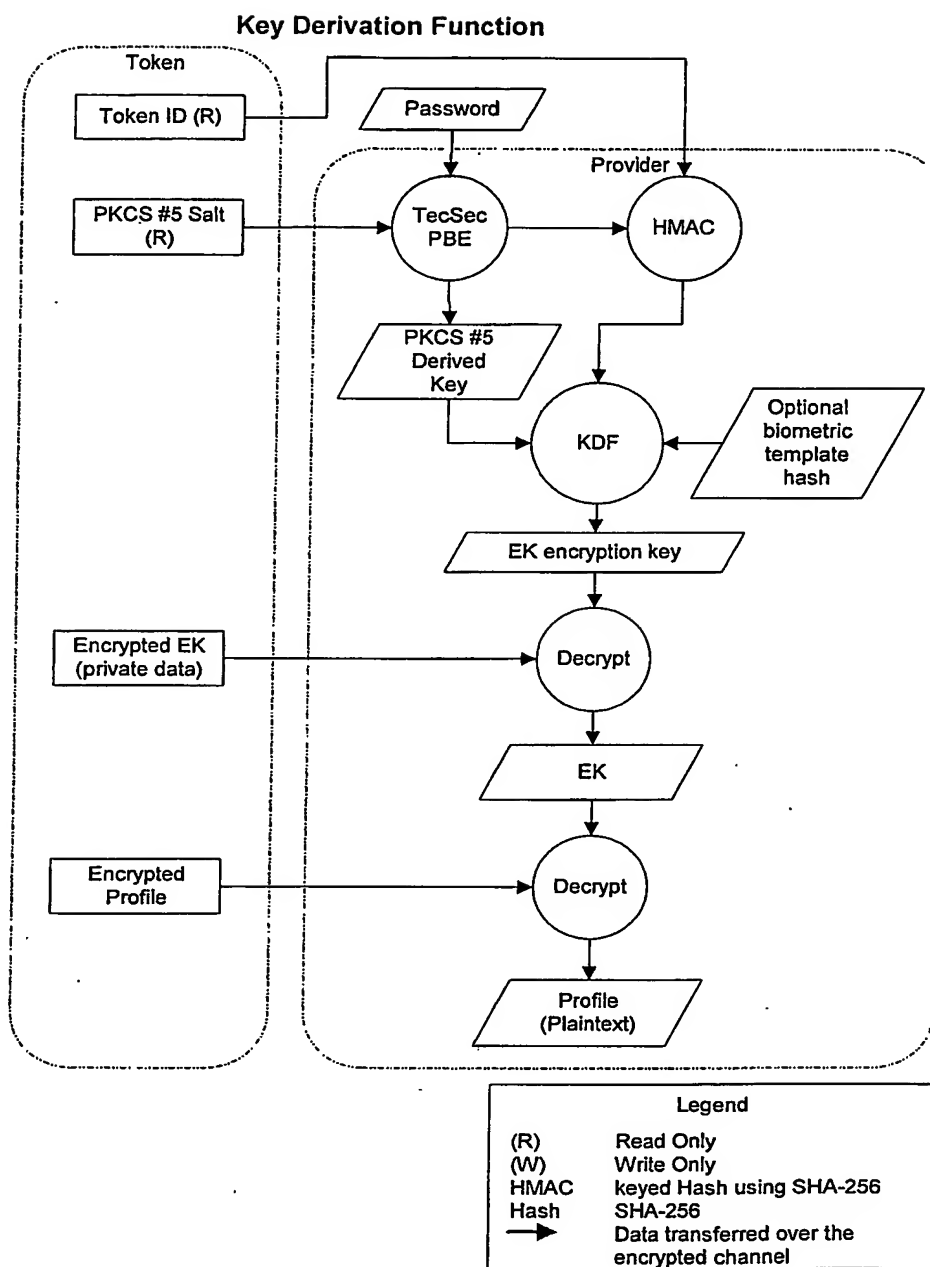 Key Derivation Function
Token
Token ID (R)
Password
Provider
PKCS #5 Salt
(R)
TecSec
PBE
HMAC
PKCS #5
Derived
Key
KDF
Optional
biometric
template
hash
EK encryption key
Encrypted EK
(private data)
Decrypt
EK
Encrypted
Profile
Decrypt
Profile
(Plaintext)
Legend
(R) Read Only
(W) Write Only
HMAC keyed Hash using SHA-256
Hash SHA-256
Data transferred over the
encrypted channel